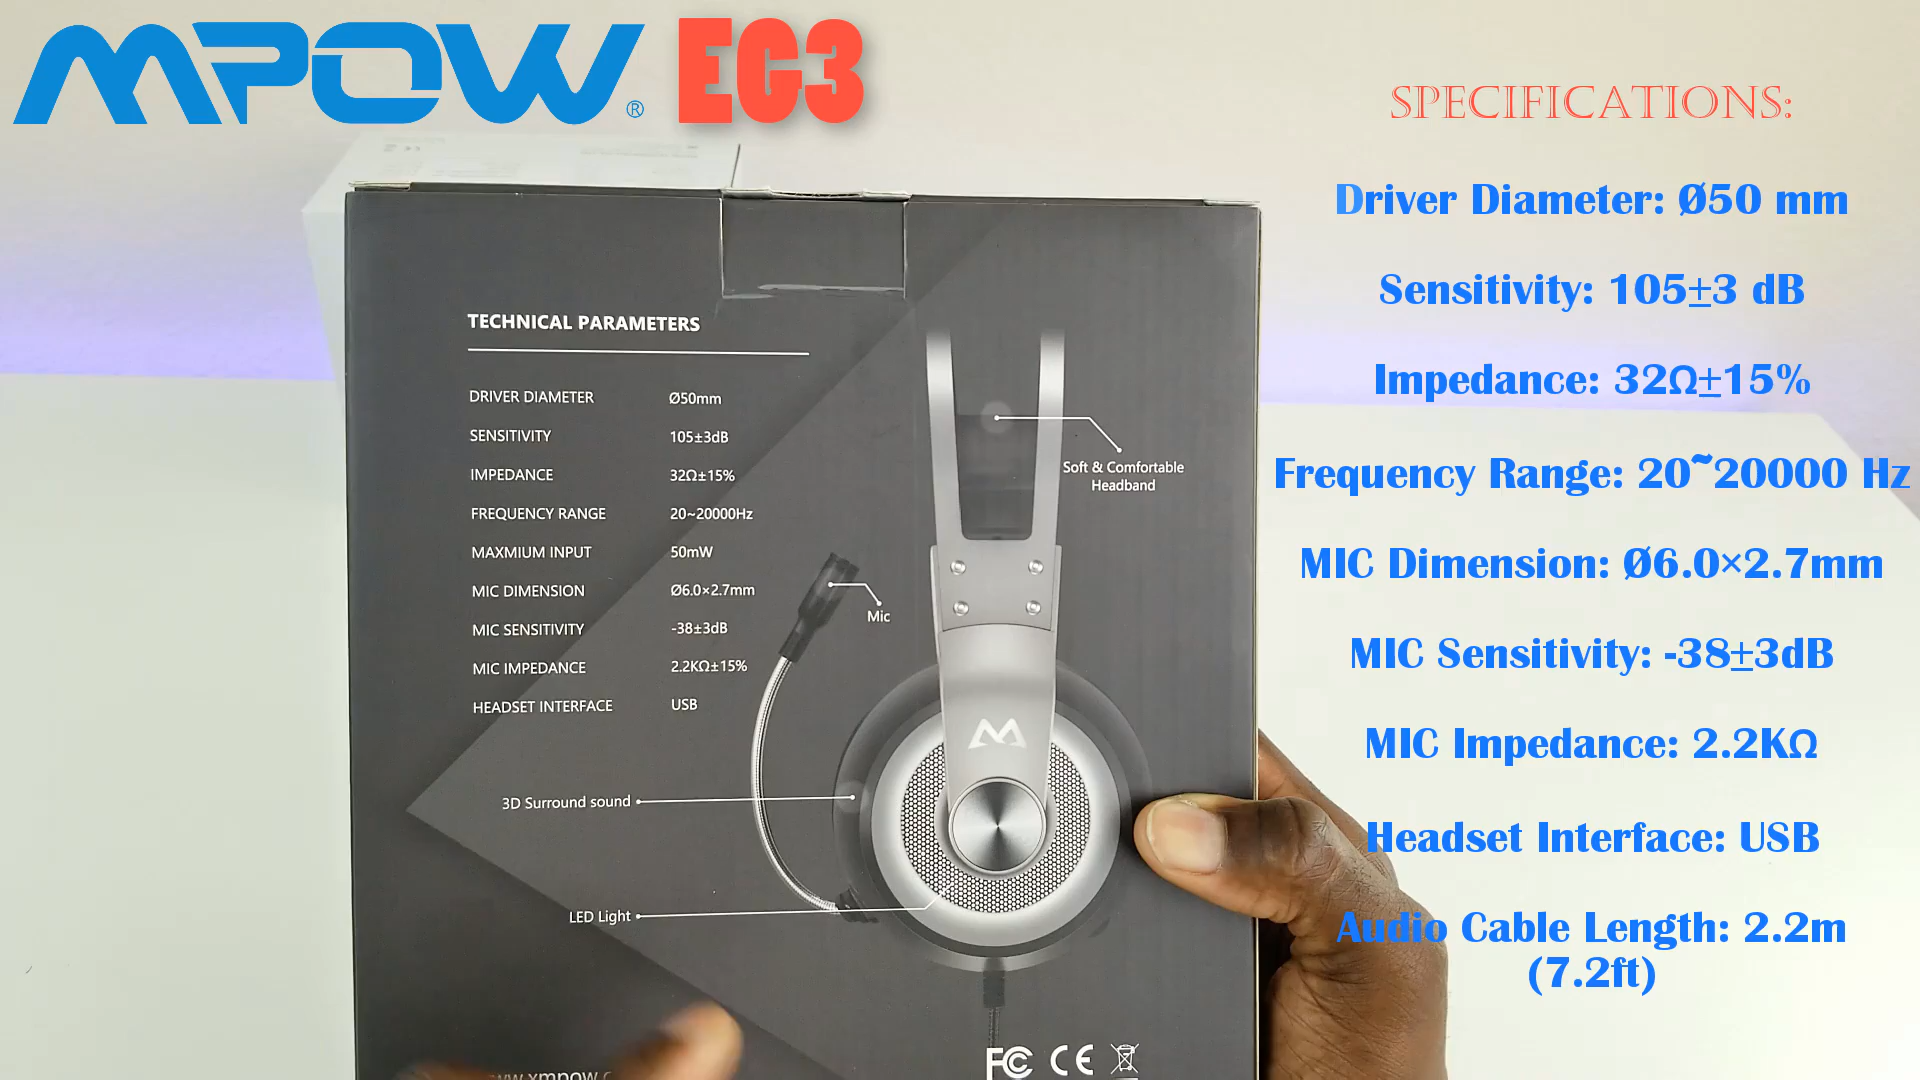 MPOW® EG3
SPECIFICATIONS:
Driver Diameter: Ø50 mm
Sensitivity: 105±3 dB
Impedance: 32Ω±15%
Frequency Range: 20~20000 Hz
MIC Dimension: Ø6.0×2.7mm
MIC Sensitivity: -38±3dB
MIC Impedance: 2.2KΩ
Headset Interface: USB
Audio Cable Length: 2.2m
(7.2ft)
TECHNICAL PARAMETERS
DRIVER DIAMETER Ø50mm
SENSITIVITY 105±3dB
IMPEDANCE 32Ω±15%
FREQUENCY RANGE 20~20000Hz
MAXMIUM INPUT 50mW
MIC DIMENSION Ø6.0×2.7mm
MIC SENSITIVITY -38±3dB
MIC IMPEDANCE 2.2KΩ±15%
HEADSET INTERFACE USB
Soft & Comfortable
Headband
Mic
3D Surround sound
LED Light
FC CE